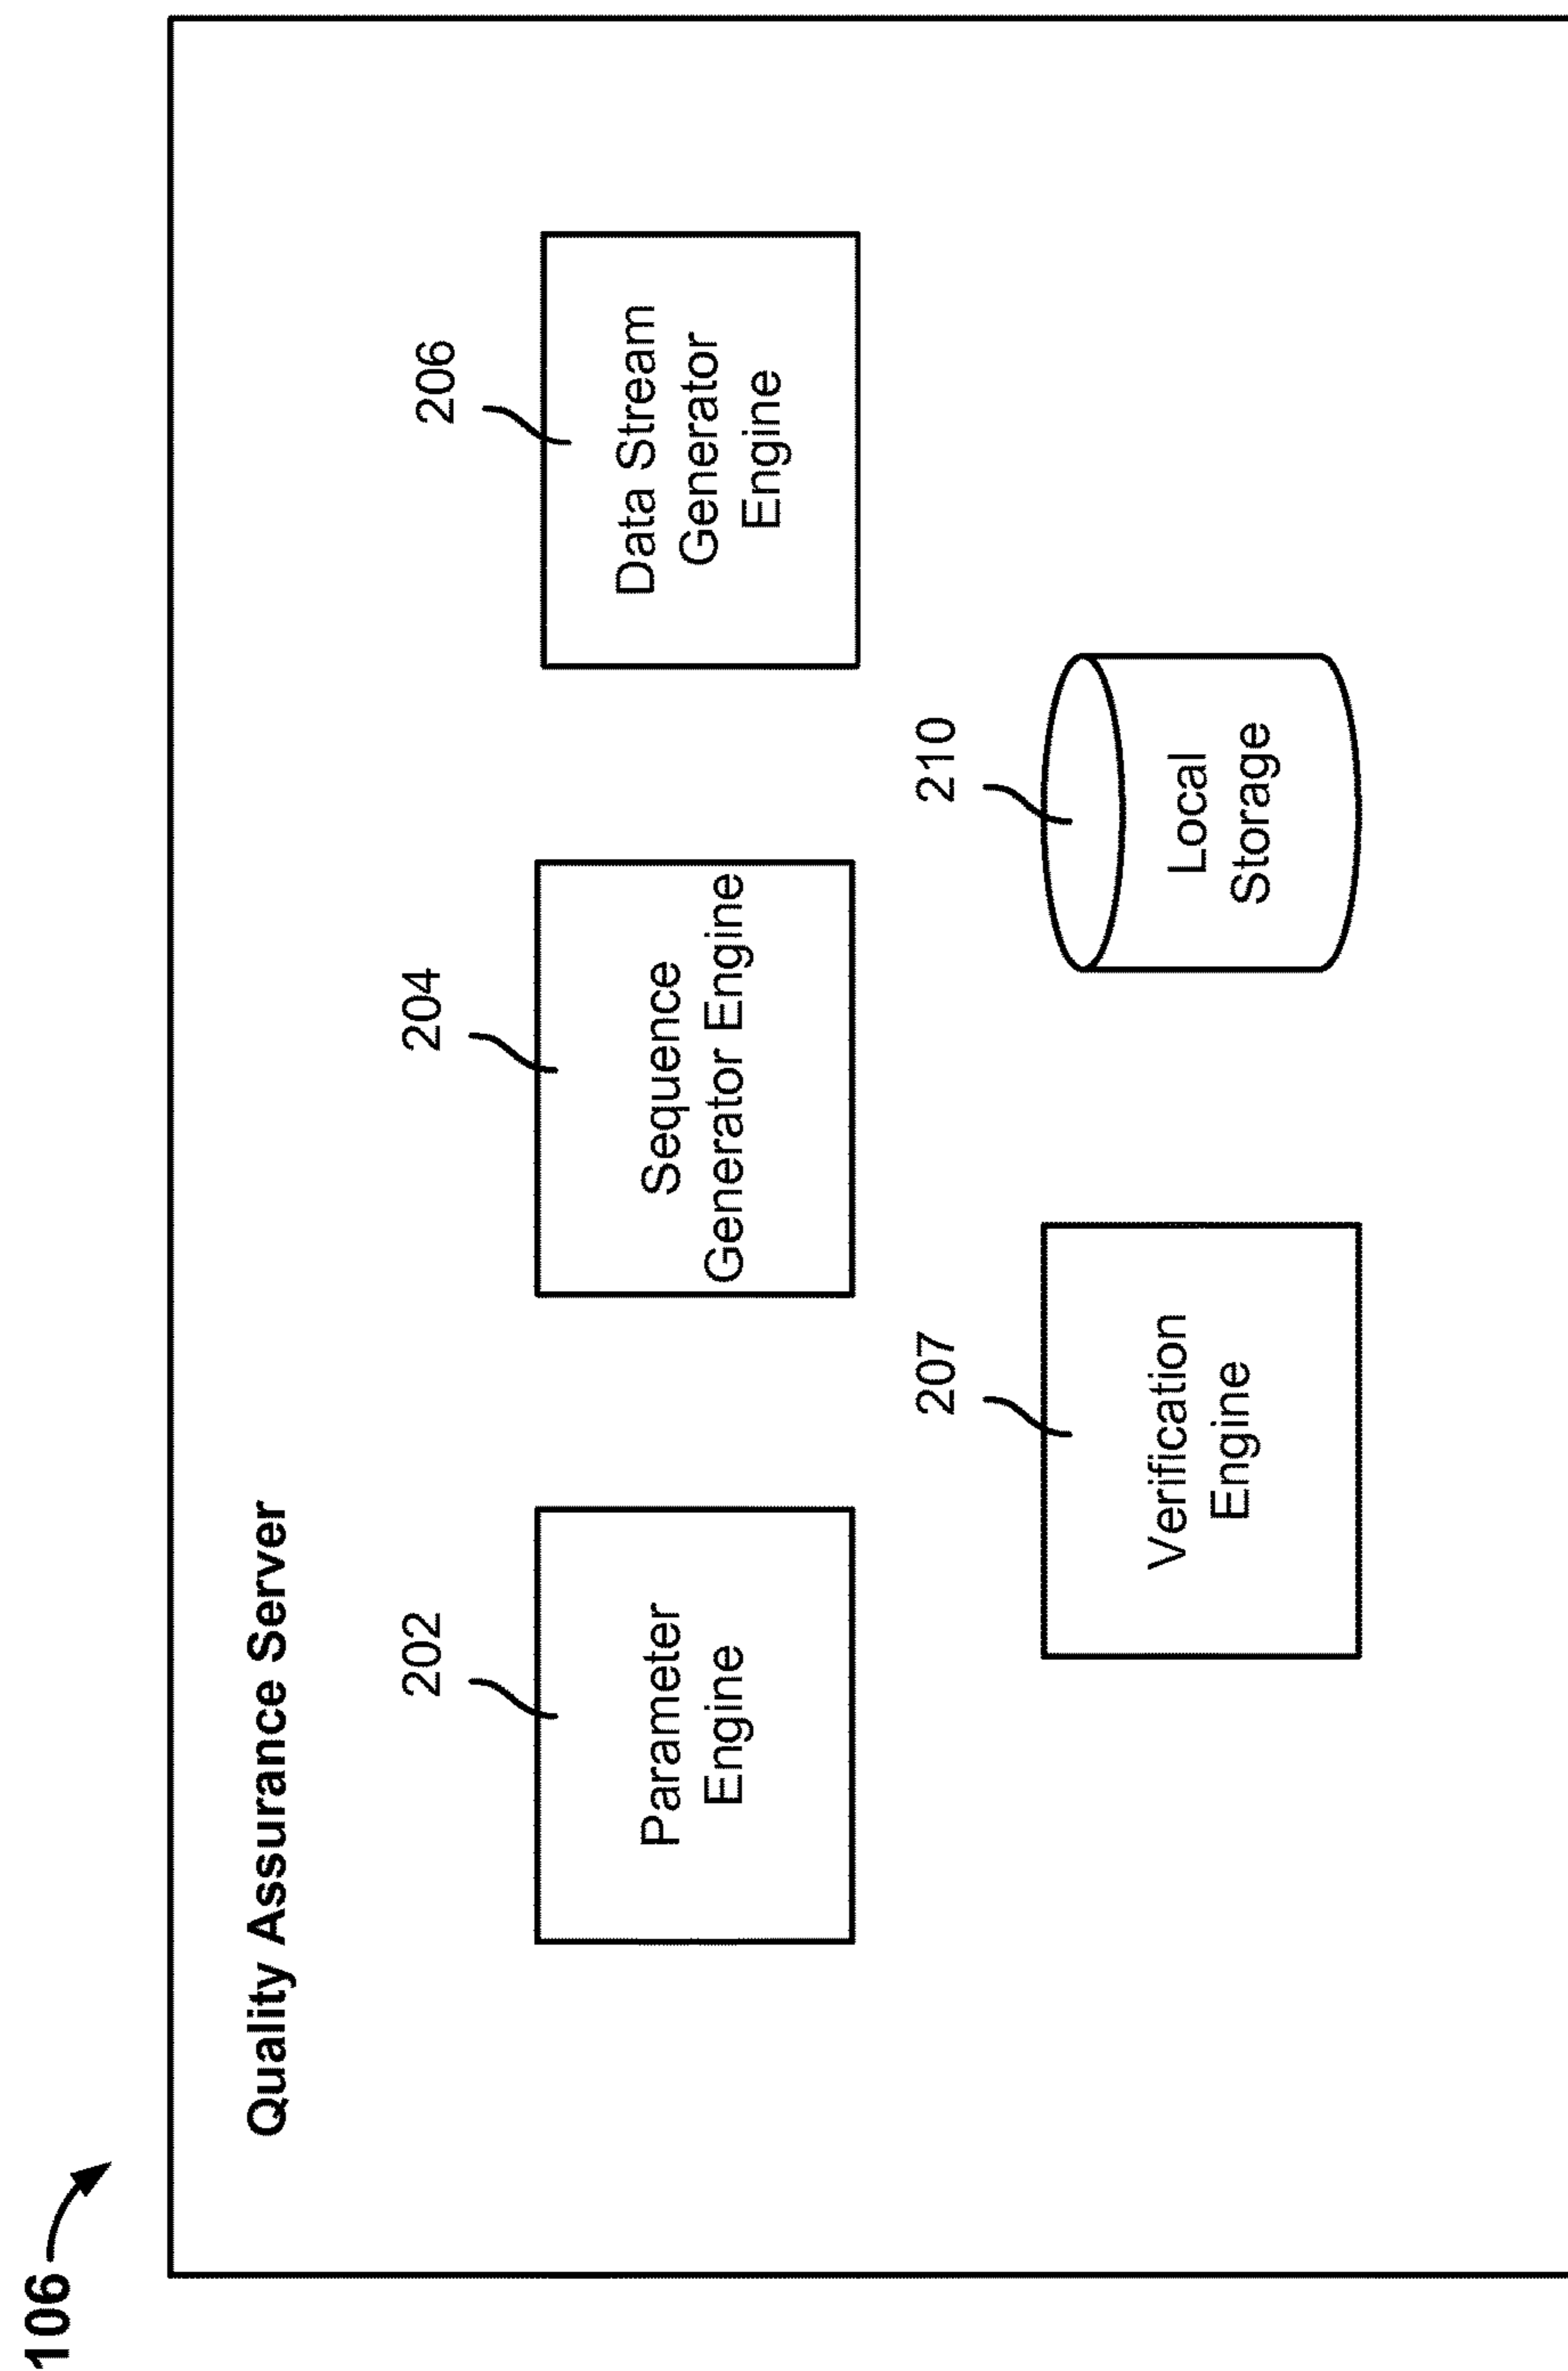 106
Quality Assurance Server
202
Parameter
Engine
204
Sequence
Generator Engine
206
Data Stream
Generator
Engine
207
Verification
Engine
210
Local
Storage